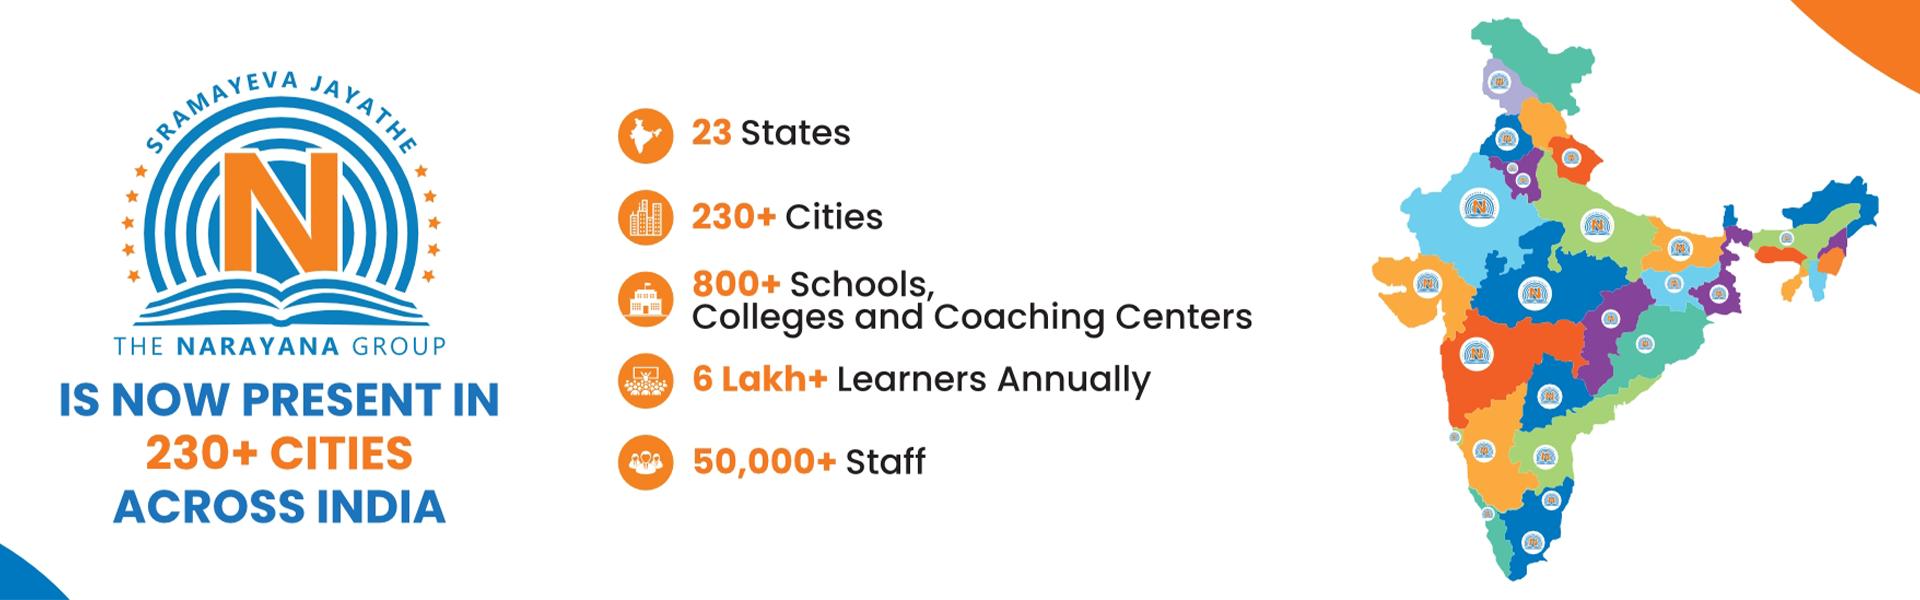 SRAMAYEVA JAYATHE
N
THE NARAYANA GROUP
IS NOW PRESENT IN
230+ CITIES
ACROSS INDIA
23 States
230+ Cities
800+ Schools,
Colleges and Coaching Centers
6 Lakh+ Learners Annually
50,000+ Staff